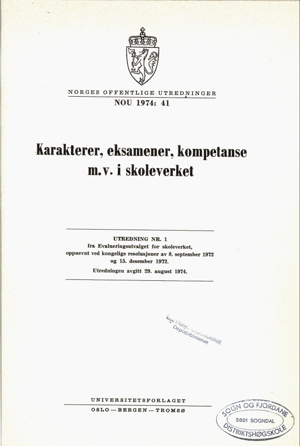 NORGES OFFENTLIGE UTREDNINGER
NOU 1974: 41
Karakterer, eksamener, kompetanse
m.v. i skoleverket
UTREDNING NR. 1
fra Evalueringsutvalget for skoleverket,
oppnevnt ved kongelige resolusjoner av 8. september 1972
og 15. desember 1972.
Utredningen avgitt 29. august 1974.
UNIVERSITETSFORLAGET
OSLO – BERGEN – TROMSØ
SOGN OG FJORDANE
5801 SOGNDAL
DISTRIKTSHØGSKOLE